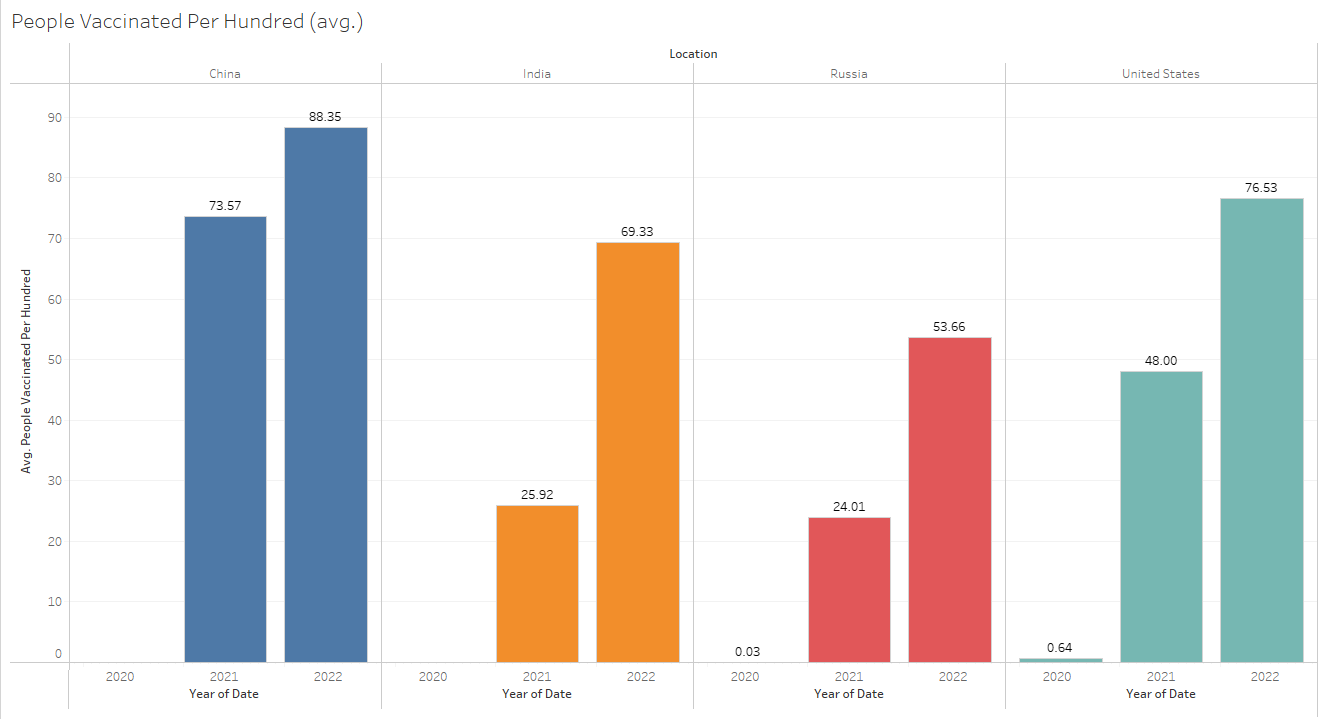 People Vaccinated Per Hundred (avg.)
Location
China India Russia United States
Avg. People Vaccinated Per Hundred
90
80
70
60
50
40
30
20
10
0
73.57 88.35
25.92 69.33
0.03 24.01 53.66
0.64 48.00 76.53
2020 2021 2022 2020 2021 2022 2020 2021 2022 2020 2021 2022
Year of Date Year of Date Year of Date Year of Date